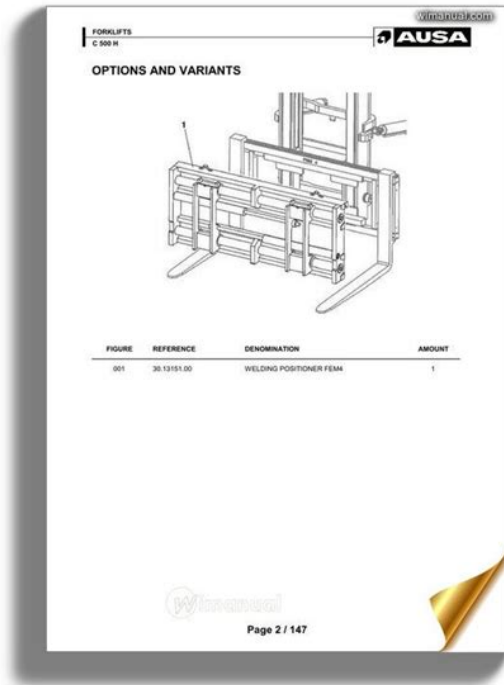 wimanual.com
FORKLIFTS
C 500 H
AUSA
OPTIONS AND VARIANTS
1
FIGURE REFERENCE DENOMINATION AMOUNT
001 30.13151.00 WELDING POSITIONER FEM4 1
Wimanual
Page 2 / 147